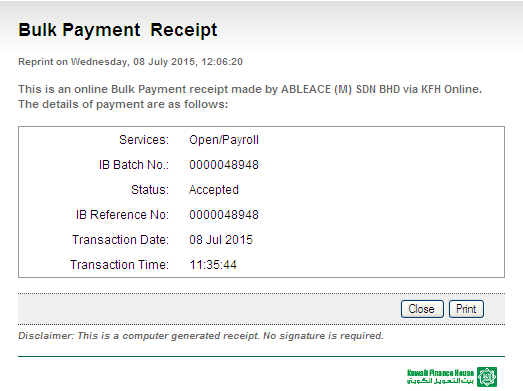 Bulk Payment Receipt
Reprint on Wednesday, 08 July 2015, 12:06:20
This is an online Bulk Payment receipt made by ABLEACE (M) SDN BHD via KFH Online.
The details of payment are as follows:
Services: Open/Payroll
IB Batch No.: 0000048948
Status: Accepted
IB Reference No: 0000048948
Transaction Date: 08 Jul 2015
Transaction Time: 11:35:44
Close Print
Disclaimer: This is a computer generated receipt. No signature is required.
Kuwait Finance House
بيت التمويل الكويتي